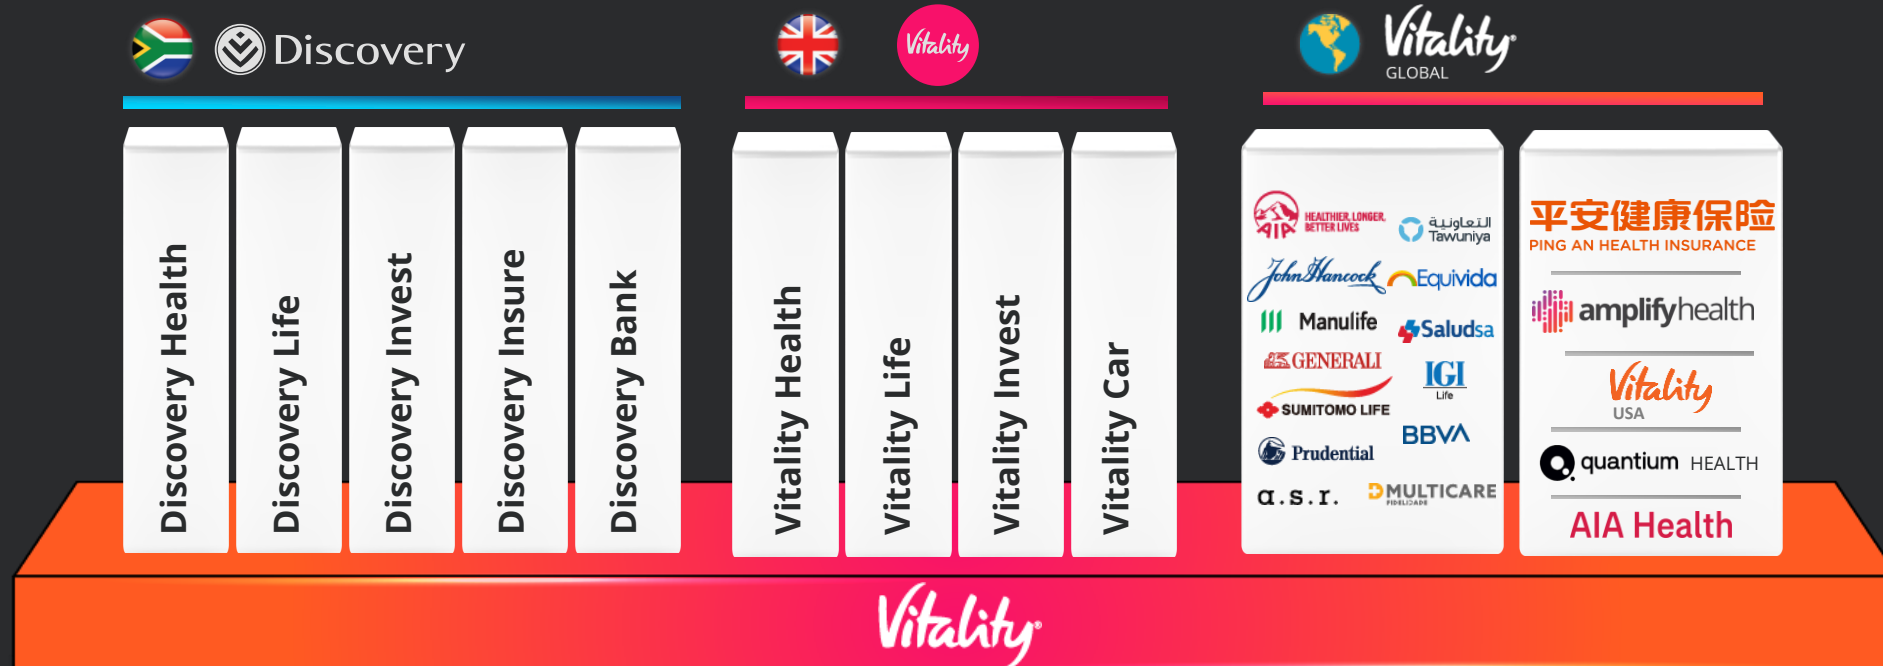 Discovery
Vitality
Vitality®
GLOBAL
Discovery Health
Discovery Life
Discovery Invest
Discovery Insure
Discovery Bank
Vitality Health
Vitality Life
Vitality Invest
Vitality Car
AIA
HEALTHIER, LONGER,
BETTER LIVES
التعاونية
Tawuniya
John Hancock
Equivida
Manulife
Saludsa
GENERALI
IGI
Life
SUMITOMO LIFE
BBVA
Prudential
a.s.r.
MULTICARE
FIDELIDADE
平安健康保险
PING AN HEALTH INSURANCE
amplifyhealth
Vitality
USA
quantium HEALTH
AIA Health
Vitality®